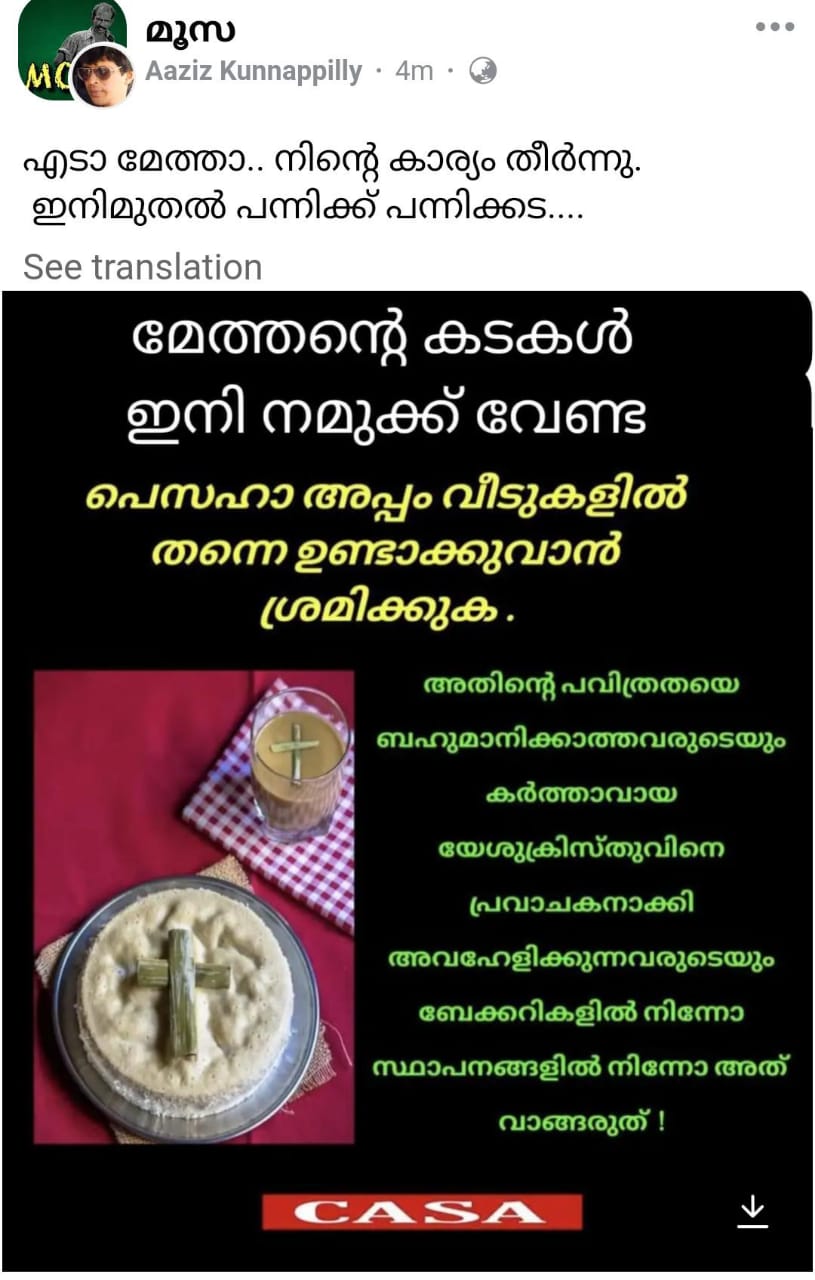 മൂസ
MO
Aaziz Kunnappilly · 4m ·
എടാ മേത്താ.. നിന്റെ കാര്യം തീർന്നു.
ഇനിമുതൽ പന്നിക്ക് പന്നിക്കട....
See translation
മേത്തന്റെ കടകൾ
ഇനി നമുക്ക് വേണ്ട
പെസഹാ അപ്പം വീടുകളിൽ
തന്നെ ഉണ്ടാക്കുവാൻ
ശ്രമിക്കുക .
അതിന്റെ പവിത്രതയെ
ബഹുമാനിക്കാത്തവരുടെയും
കർത്താവായ
യേശുക്രിസ്തുവിനെ
പ്രവാചകനാക്കി
അവഹേളിക്കുന്നവരുടെയും
ബേക്കറികളിൽ നിന്നോ
സ്ഥാപനങ്ങളിൽ നിന്നോ അത്
വാങ്ങരുത് !
CASA